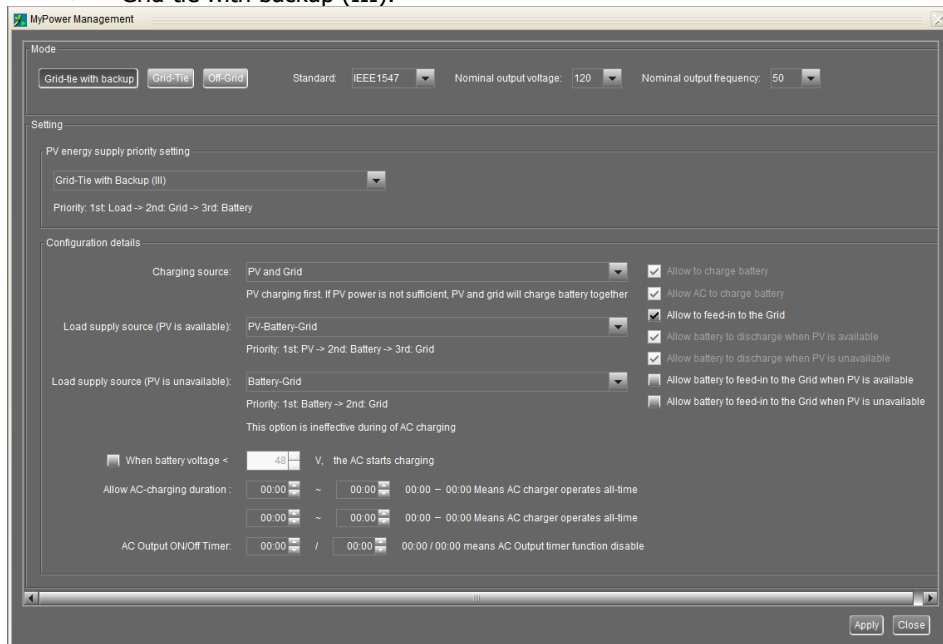 Grid-tie with backup (III).
MyPower Management
Mode
Grid-tie with backup Grid-Tie Off-Grid Standard: IEEE1547 Nominal output voltage: 120 Nominal output frequency: 50
Setting
PV energy supply priority setting
Grid-Tie with Backup (III)
Priority: 1st: Load -> 2nd: Grid -> 3rd: Battery
Configuration details
Charging source: PV and Grid
PV charging first. If PV power is not sufficient, PV and grid will charge battery together
Load supply source (PV is available): PV-Battery-Grid
Priority: 1st: PV -> 2nd: Battery -> 3rd: Grid
Load supply source (PV is unavailable): Battery-Grid
Priority: 1st: Battery -> 2nd: Grid
This option is ineffective during of AC charging
Allow to charge battery
Allow AC to charge battery
Allow to feed-in to the Grid
Allow battery to discharge when PV is available
Allow battery to discharge when PV is unavailable
Allow battery to feed-in to the Grid when PV is available
Allow battery to feed-in to the Grid when PV is unavailable
When battery voltage < 48 V, the AC starts charging
Allow AC-charging duration : 00:00 ~ 00:00 00:00 – 00:00 Means AC charger operates all-time
00:00 ~ 00:00 00:00 – 00:00 Means AC charger operates all-time
AC Output ON/Off Timer: 00:00 / 00:00 00:00 / 00:00 means AC Output timer function disable
Apply Close